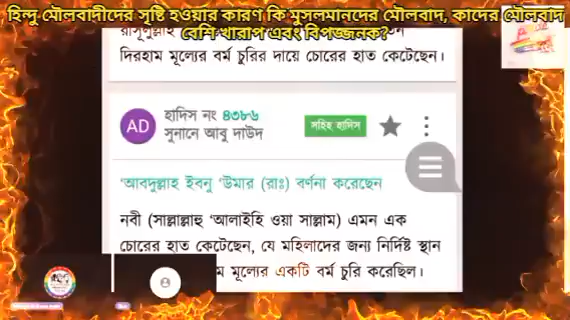 হিন্দু মৌলবাদীদের সৃষ্টি হওয়ার কারণ কি মুসলমানদের মৌলবাদ, কাদের মৌলবাদ
বেশি খারাপ এবং বিপজ্জনক?
রাসূলুল্লাহ
দিরহাম মূল্যের বর্ম চুরির দায়ে চোরের হাত কেটেছেন।
AD
হাদিস নং ৪৩৮৬
সুনানে আবু দাউদ
সহিহ হাদিস
‘আবদুল্লাহ ইবনু ‘উমার (রাঃ) বর্ণনা করেছেন
নবী (সাল্লাল্লাহু ‘আলাইহি ওয়া সাল্লাম) এমন এক
চোরের হাত কেটেছেন, যে মহিলাদের জন্য নির্দিষ্ট স্থান
মূল্যের একটি বর্ম চুরি করেছিল।